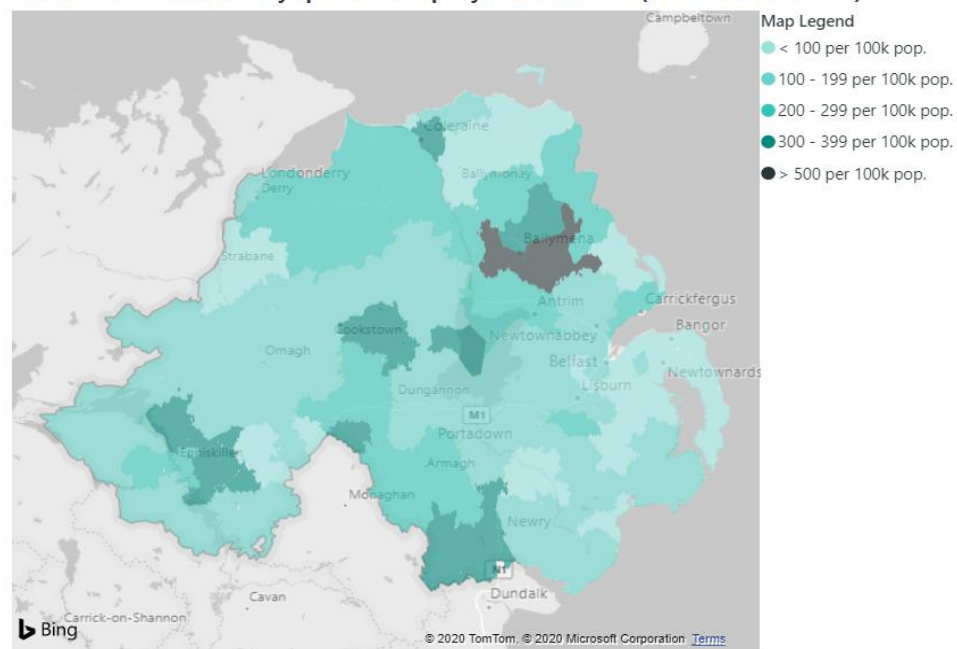 Campbeltown
Map Legend
< 100 per 100k pop.
100 - 199 per 100k pop.
200 - 299 per 100k pop.
300 - 399 per 100k pop.
> 500 per 100k pop.
Coleraine
Londonderry
Derry
Ballymoney
Strabane
Ballymena
Antrim
Carrickfergus
Bangor
Cookstown
Newtownabbey
Omagh
Belfast
Newtownards
Dungannon
Lisburn
M1
Portadown
Enniskillen
Armagh
Monaghan
Newry
N1
Dundalk
Cavan
Carrick-on-Shannon
Bing
© 2020 TomTom, © 2020 Microsoft Corporation Terms